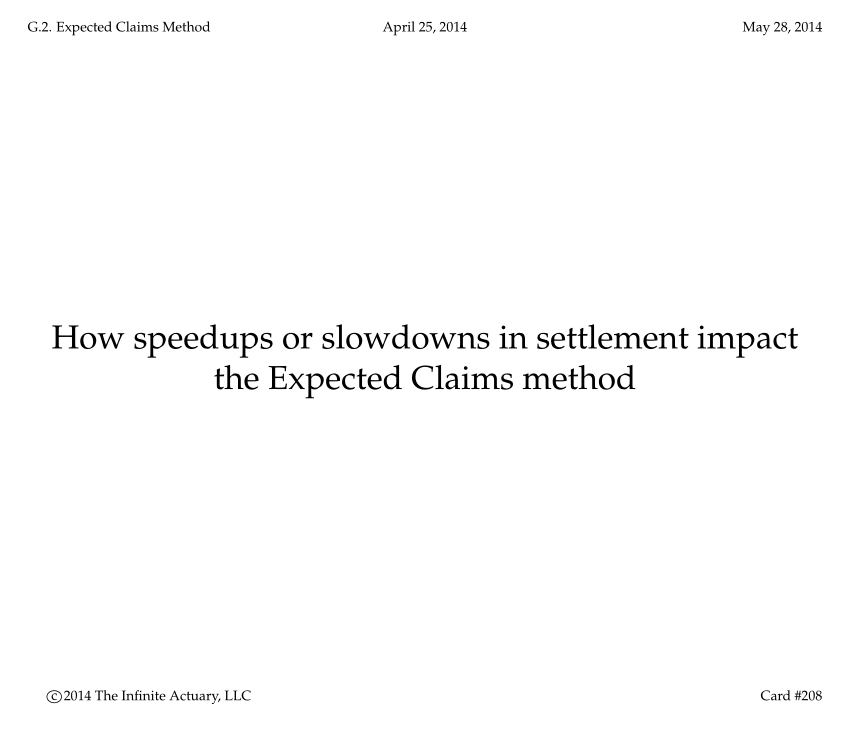 G.2. Expected Claims Method April 25, 2014 May 28, 2014
How speedups or slowdowns in settlement impact
the Expected Claims method
©2014 The Infinite Actuary, LLC Card #208